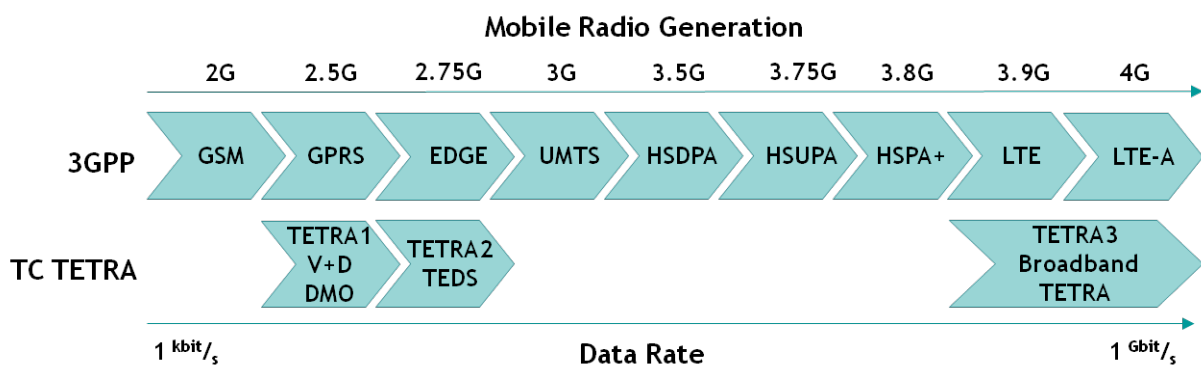 Mobile Radio Generation
2G 2.5G 2.75G 3G 3.5G 3.75G 3.8G 3.9G 4G
3GPP
GSM GPRS EDGE UMTS HSDPA HSUPA HSPA+ LTE LTE-A
TC TETRA
TETRA1
V+D
DMO
TETRA2
TEDS
TETRA3
Broadband
TETRA
1 kbit/s
Data Rate
1 Gbit/s